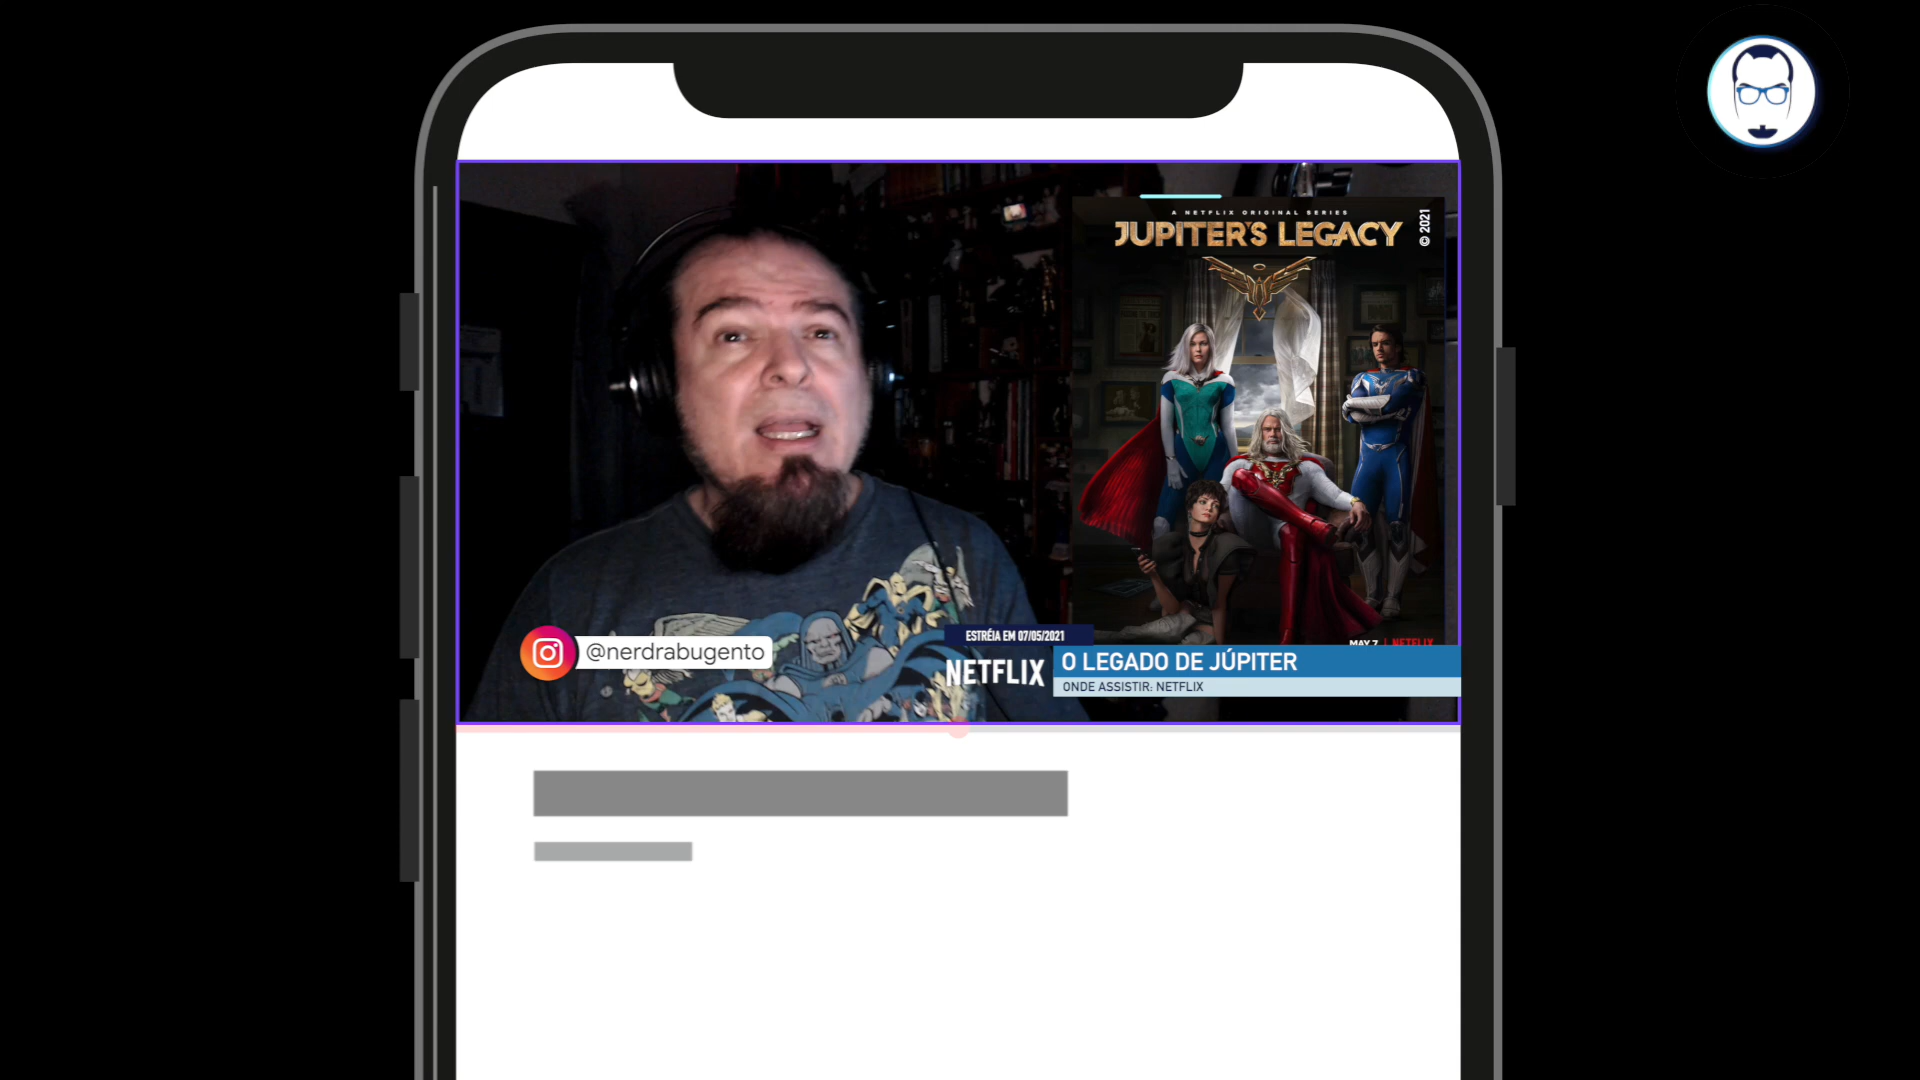 A NETFLIX ORIGINAL SERIES
JUPITER'S LEGACY
© 2021
MAY 7 | NETFLIX
@nerdrabugento
ESTRÉIA EM 07/05/2021
NETFLIX
O LEGADO DE JÚPITER
ONDE ASSISTIR: NETFLIX